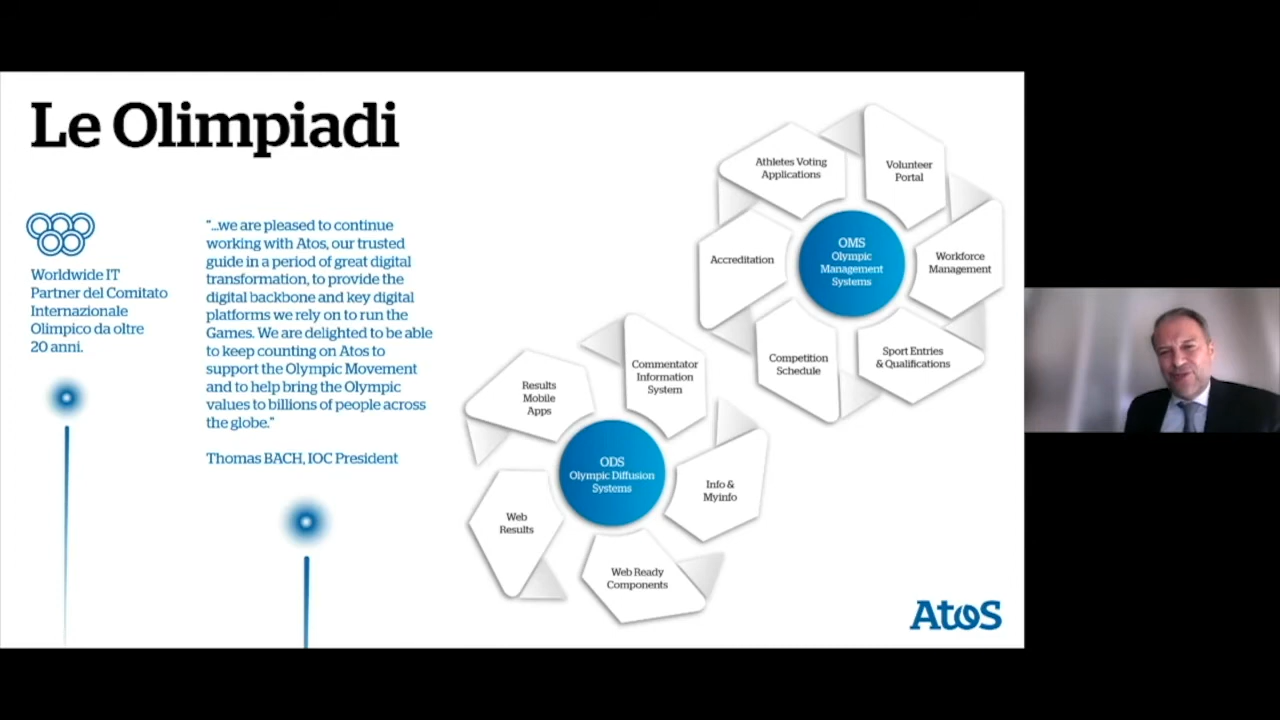 Le Olimpiadi
Worldwide IT
Partner del Comitato
Internazionale
Olimpico da oltre
20 anni.
"...we are pleased to continue
working with Atos, our trusted
guide in a period of great digital
transformation, to provide the
digital backbone and key digital
platforms we rely on to run the
Games. We are delighted to be able
to keep counting on Atos to
support the Olympic Movement
and to help bring the Olympic
values to billions of people across
the globe."
Thomas BACH, IOC President
Athletes Voting
Applications
Volunteer
Portal
Accreditation
OMS
Olympic
Management
Systems
Workforce
Management
Competition
Schedule
Sport Entries
& Qualifications
Results
Mobile
Apps
Commentator
Information
System
ODS
Olympic Diffusion
Systems
Info &
Myinfo
Web
Results
Web Ready
Components
Atos